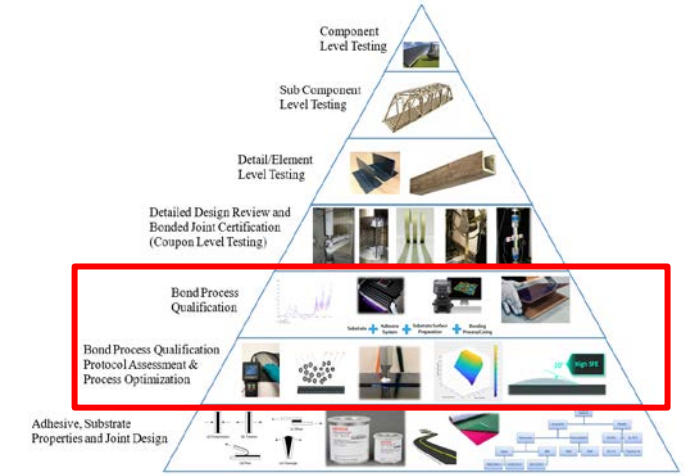 Component
Level Testing
Sub Component
Level Testing
Detail/Element
Level Testing
Detailed Design Review and
Bonded Joint Certification
(Coupon Level Testing)
Bond Process
Qualification
Substrate + Adhesive System + Substrate Surface Preparation + Bonding Process/Curing
Bond Process Qualification
Protocol Assessment &
Process Optimization
High SFE
Adhesive, Substrate
Properties and Joint Design